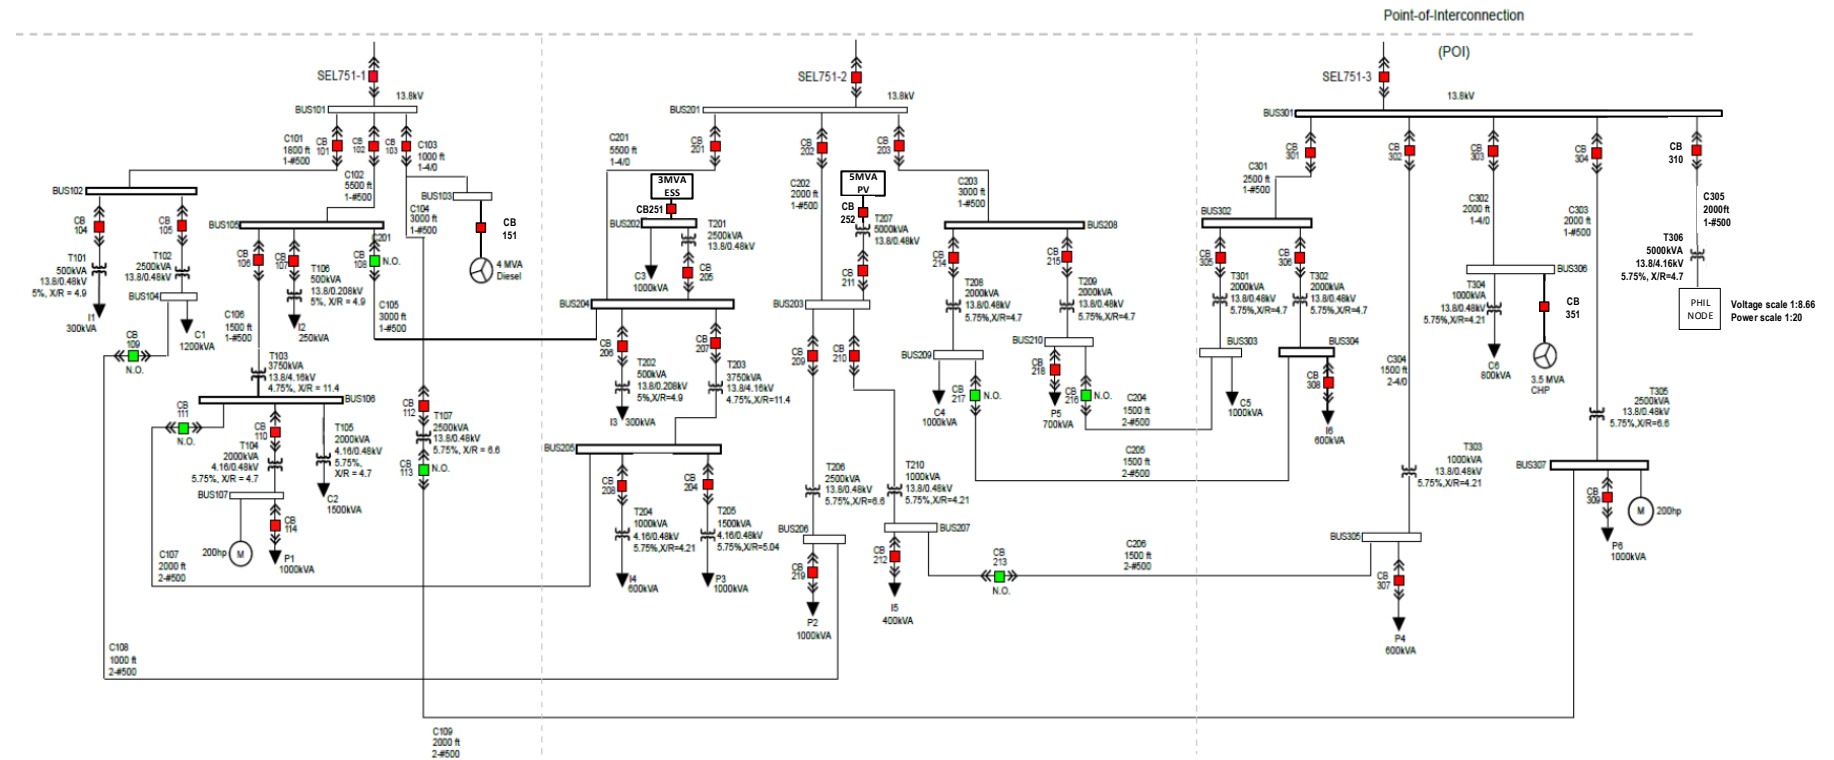 Point-of-Interconnection
(POI)
SEL751-1
13.8kV
BUS101
C101
1800 ft
1-#500
CB
101
CB
102
CB
103
C103
1000 ft
1-4/0
C102
5500 ft
1-#500
BUS102
BUS103
C104
3000 ft
1-#500
CB
104
CB
105
BUS105
C201
CB
151
4 MVA
Diesel
T101
500kVA
13.8/0.48kV
5%, X/R = 4.9
I1
300kVA
T102
2500kVA
13.8/0.48kV
BUS104
C1
1200kVA
CB
109
N.O.
CB
106
CB
107
CB
108
N.O.
T106
500kVA
13.8/0.208kV
5%, X/R = 4.9
I2
250kVA
C105
3000 ft
1-#500
C106
1500 ft
1-#500
T103
3750kVA
13.8/4.16kV
4.75%, X/R = 11.4
BUS106
CB
111
N.O.
CB
110
T104
2000kVA
4.16/0.48kV
5.75%, X/R = 4.7
T105
2000kVA
4.16/0.48kV
5.75%,
X/R = 4.7
C2
1500kVA
BUS107
CB
114
200hp
M
P1
1000kVA
CB
112
T107
2500kVA
13.8/0.48kV
5.75%, X/R = 6.6
CB
113
N.O.
C107
2000 ft
2-#500
C108
1000 ft
2-#500
C109
2000 ft
2-#500
SEL751-2
13.8kV
BUS201
C201
5500 ft
1-4/0
CB
201
CB
202
CB
203
3MVA
ESS
CB251
BUS202
T201
2500kVA
13.8/0.48kV
C3
1000kVA
CB
205
C202
2000 ft
1-#500
5MVA
PV
CB
252
T207
5000kVA
13.8/0.48kV
CB
211
C203
3000 ft
1-#500
BUS208
BUS204
BUS203
CB
206
CB
207
T202
500kVA
13.8/0.208kV
5%,X/R=4.9
I3
300kVA
T203
3750kVA
13.8/4.16kV
4.75%,X/R=11.4
BUS205
CB
208
CB
204
T204
1000kVA
4.16/0.48kV
5.75%,X/R=4.21
T205
1500kVA
4.16/0.48kV
5.75%,X/R=5.04
I4
600kVA
P3
1000kVA
CB
209
CB
210
T206
2500kVA
13.8/0.48kV
5.75%,X/R=6.6
T210
1000kVA
13.8/0.48kV
5.75%,X/R=4.21
BUS206
BUS207
CB
219
P2
1000kVA
CB
212
I5
400kVA
CB
213
N.O.
C206
1500 ft
2-#500
CB
214
CB
215
T208
2000kVA
13.8/0.48kV
5.75%,X/R=4.7
T209
2000kVA
13.8/0.48kV
5.75%,X/R=4.7
BUS209
BUS210
C4
1000kVA
CB
217
N.O.
CB
218
P5
700kVA
CB
216
N.O.
C204
1500 ft
2-#500
C205
1500 ft
2-#500
SEL751-3
13.8kV
BUS301
CB
301
CB
302
CB
303
CB
304
CB
310
C301
2500 ft
1-#500
BUS302
CB
305
CB
306
T301
2000kVA
13.8/0.48kV
5.75%,X/R=4.7
T302
2000kVA
13.8/0.48kV
5.75%,X/R=4.7
BUS303
BUS304
C5
1000kVA
CB
308
I6
600kVA
C302
2000 ft
1-4/0
C303
2000 ft
1-#500
C305
2000ft
1-#500
T306
5000kVA
13.8/4.16kV
5.75%, X/R=4.7
PHIL
NODE
Voltage scale 1:8.66
Power scale 1:20
BUS306
T304
1000kVA
13.8/0.48kV
5.75%,X/R=4.21
C6
800kVA
CB
351
3.5 MVA
CHP
C304
1500 ft
2-4/0
T303
1000kVA
13.8/0.48kV
5.75%,X/R=4.21
T305
2500kVA
13.8/0.48kV
5.75%,X/R=6.6
BUS305
CB
307
P4
600kVA
BUS307
CB
309
M
200hp
P6
1000kVA